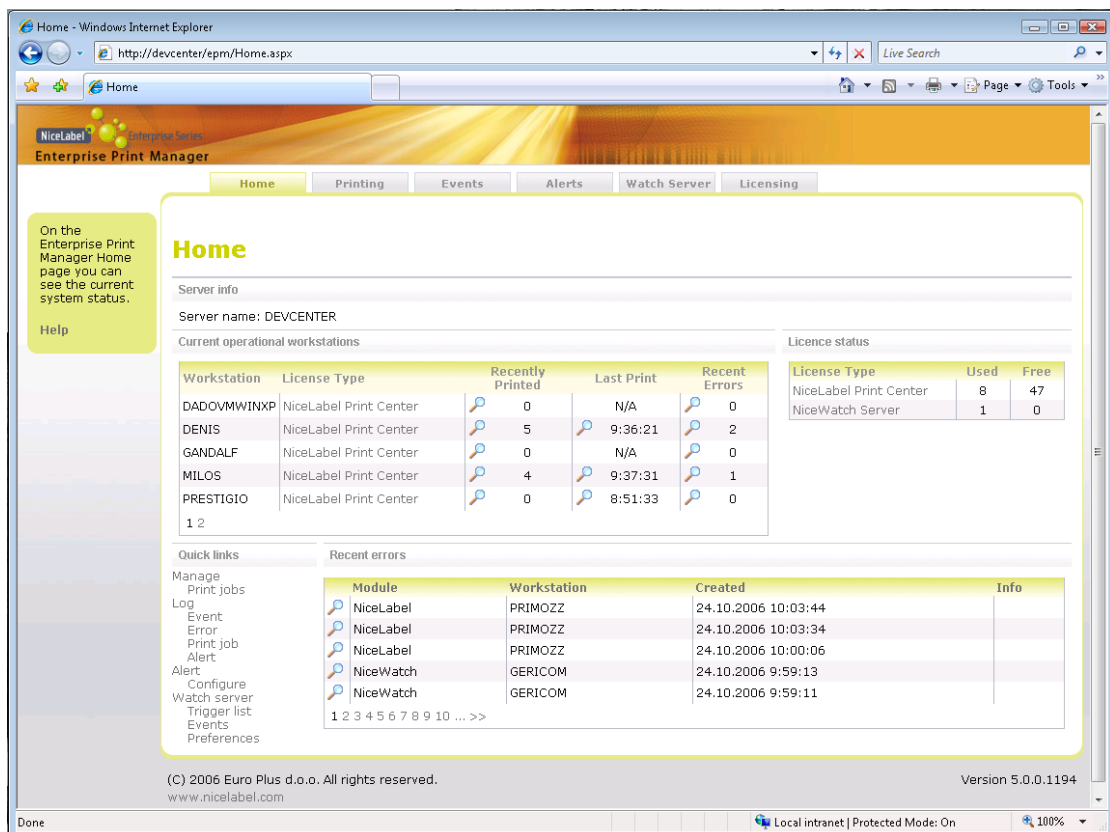 Home - Windows Internet Explorer
http://devcenter/epm/Home.aspx
Live Search
Home
Page
Tools
NiceLabel Enterprise Series
Enterprise Print Manager
Home Printing Events Alerts Watch Server Licensing
On the
Enterprise Print
Manager Home
page you can
see the current
system status.
Help
Home
Server info
Server name: DEVCENTER
Current operational workstations
Workstation License Type Recently Printed Last Print Recent Errors
DADOVMWINXP NiceLabel Print Center 0 N/A 0
DENIS NiceLabel Print Center 5 9:36:21 2
GANDALF NiceLabel Print Center 0 N/A 0
MILOS NiceLabel Print Center 4 9:37:31 1
PRESTIGIO NiceLabel Print Center 0 8:51:33 0
1 2
Licence status
License Type Used Free
NiceLabel Print Center 8 47
NiceWatch Server 1 0
Quick links
Manage
Print jobs
Log
Event
Error
Print job
Alert
Alert
Configure
Watch server
Trigger list
Events
Preferences
Recent errors
Module Workstation Created Info
NiceLabel PRIMOZZ 24.10.2006 10:03:44
NiceLabel PRIMOZZ 24.10.2006 10:03:34
NiceLabel PRIMOZZ 24.10.2006 10:00:06
NiceWatch GERICOM 24.10.2006 9:59:13
NiceWatch GERICOM 24.10.2006 9:59:11
1 2 3 4 5 6 7 8 9 10 ... >>
(C) 2006 Euro Plus d.o.o. All rights reserved.
www.nicelabel.com
Version 5.0.0.1194
Done
Local intranet | Protected Mode: On
100%